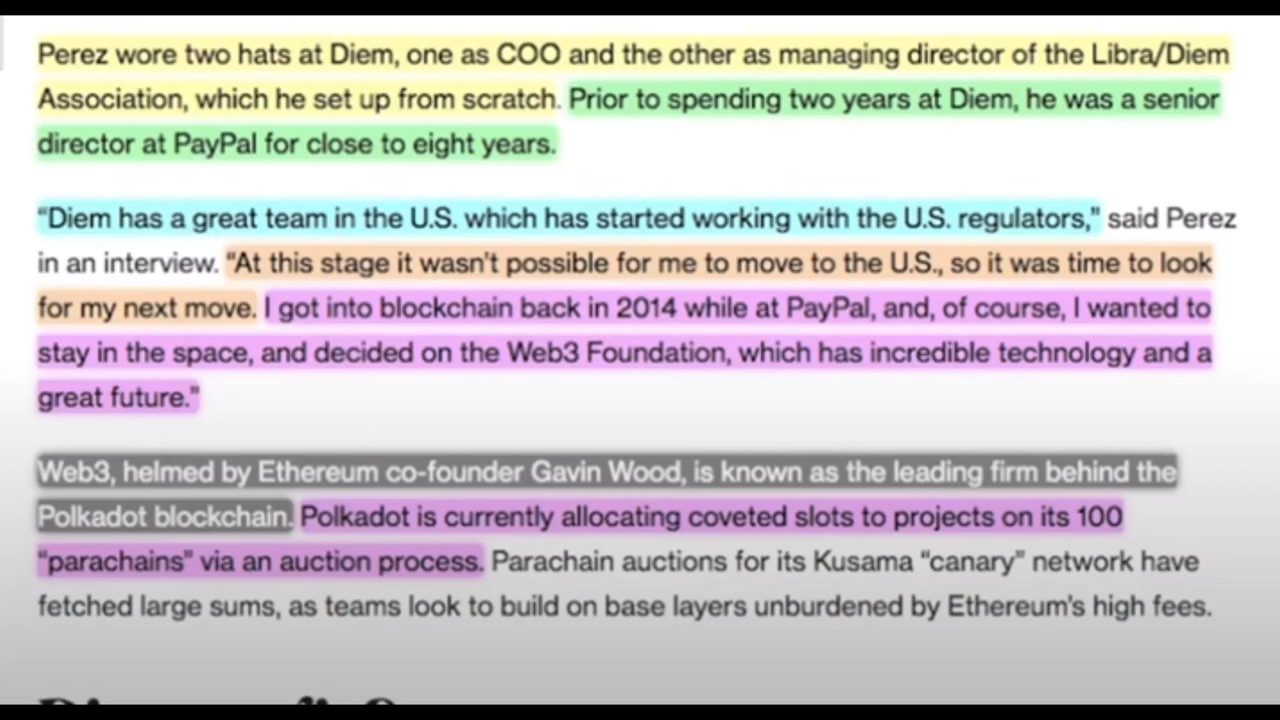 Perez wore two hats at Diem, one as COO and the other as managing director of the Libra/Diem
Association, which he set up from scratch. Prior to spending two years at Diem, he was a senior
director at PayPal for close to eight years.
“Diem has a great team in the U.S. which has started working with the U.S. regulators,” said Perez
in an interview. “At this stage it wasn't possible for me to move to the U.S., so it was time to look
for my next move. I got into blockchain back in 2014 while at PayPal, and, of course, I wanted to
stay in the space, and decided on the Web3 Foundation, which has incredible technology and a
great future.”
Web3, helmed by Ethereum co-founder Gavin Wood, is known as the leading firm behind the
Polkadot blockchain. Polkadot is currently allocating coveted slots to projects on its 100
“parachains” via an auction process. Parachain auctions for its Kusama “canary” network have
fetched large sums, as teams look to build on base layers unburdened by Ethereum's high fees.